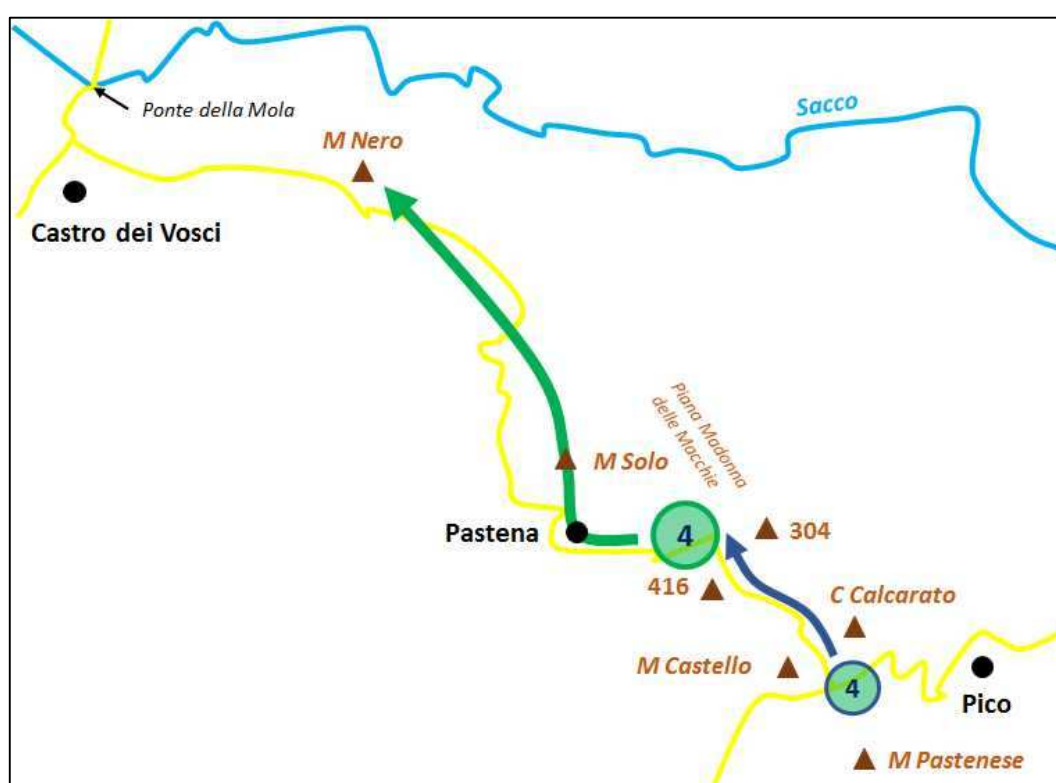 Sacco
Ponte della Mola
M Nero
Castro dei Vosci
Piana Madonna
delle Macchie
M Solo
Pastena
4
304
416
C Calcarato
M Castello
4
Pico
M Pastenese